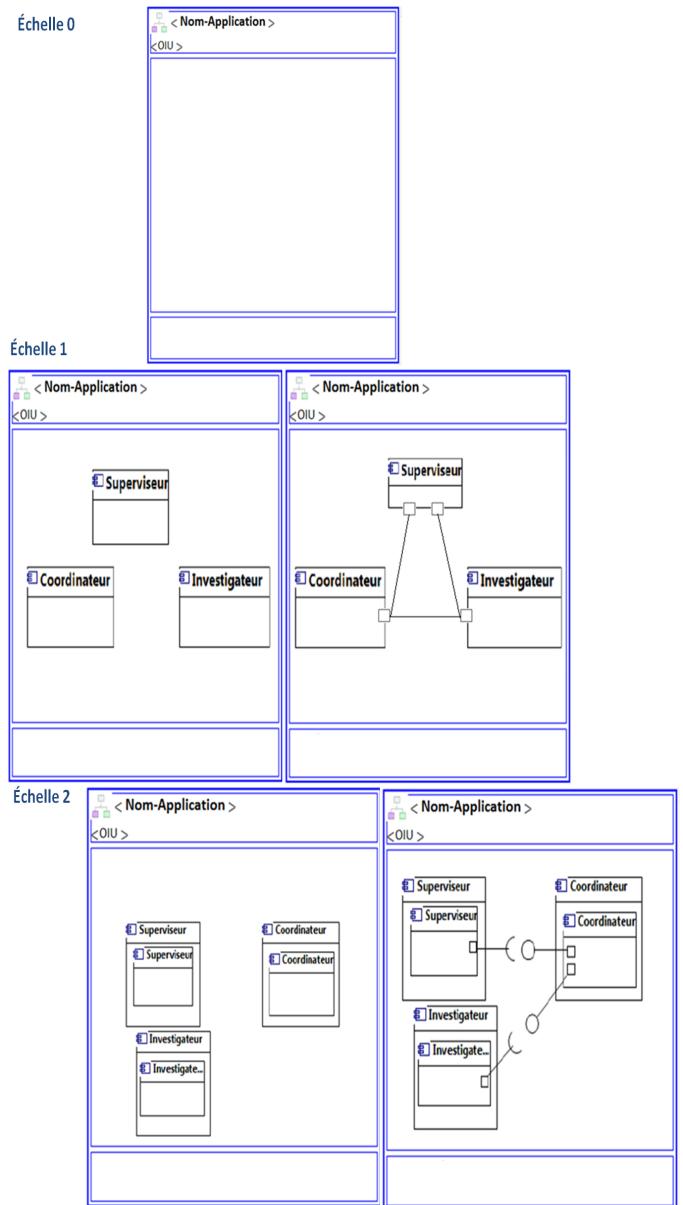 Échelle 0
< Nom-Application >
<OIU >
Échelle 1
< Nom-Application >
<OIU >
Superviseur
Coordinateur
Investigateur
< Nom-Application >
<OIU >
Superviseur
Coordinateur
Investigateur
Échelle 2
< Nom-Application >
<OIU >
Superviseur
Superviseur
Coordinateur
Coordinateur
Investigateur
Investigate...
< Nom-Application >
<OIU >
Superviseur
Superviseur
Coordinateur
Coordinateur
Investigateur
Investigate...